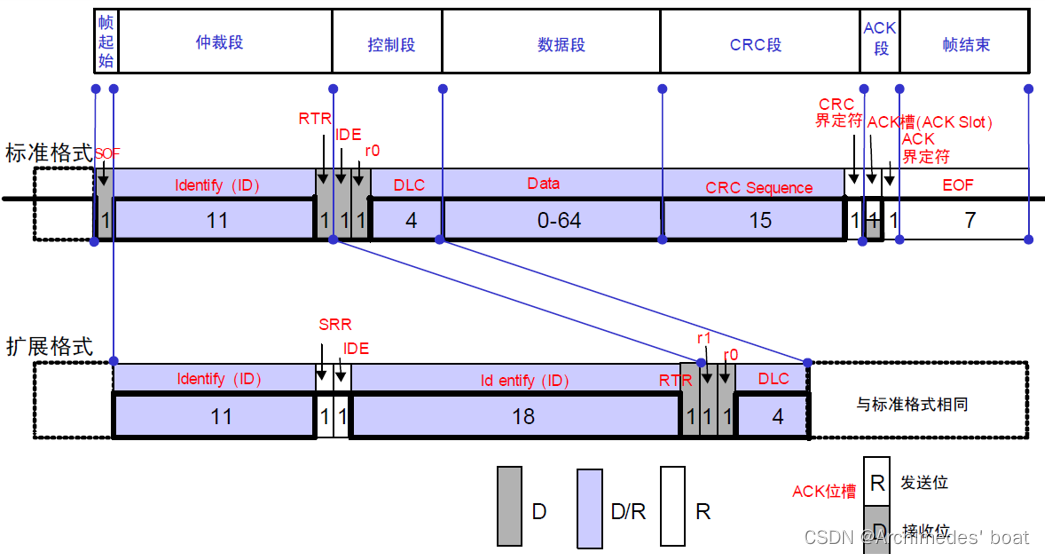 帧起始 仲裁段 控制段 数据段 CRC段 ACK段 帧结束
标准格式
SOF RTR IDE r0 CRC界定符 ACK槽(ACK Slot) ACK界定符
Identify（ID） DLC Data CRC Sequence EOF
1 11 1 1 1 4 0-64 15 1 1 1 7
扩展格式
SRR IDE r1 r0
Identify（ID） Id entify（ID） RTR DLC
11 1 1 18 1 1 1 4 与标准格式相同
D D/R R
ACK位槽 R 发送位
D 接收位
CSDN @Archimedes' boat